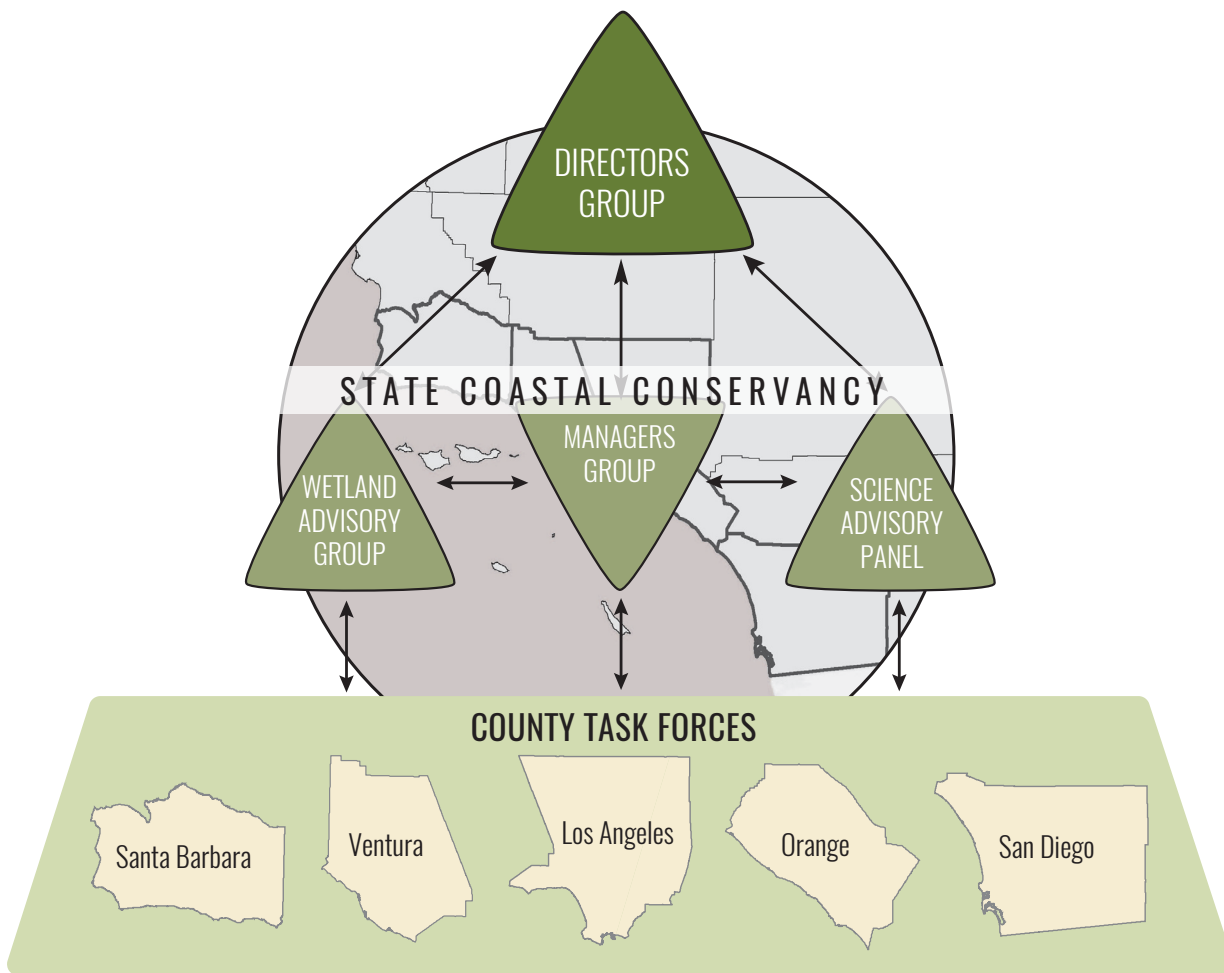 DIRECTORS
GROUP
STATE COASTAL CONSERVANCY
MANAGERS
GROUP
WETLAND
ADVISORY
GROUP
SCIENCE
ADVISORY
PANEL
COUNTY TASK FORCES
Santa Barbara
Ventura
Los Angeles
Orange
San Diego